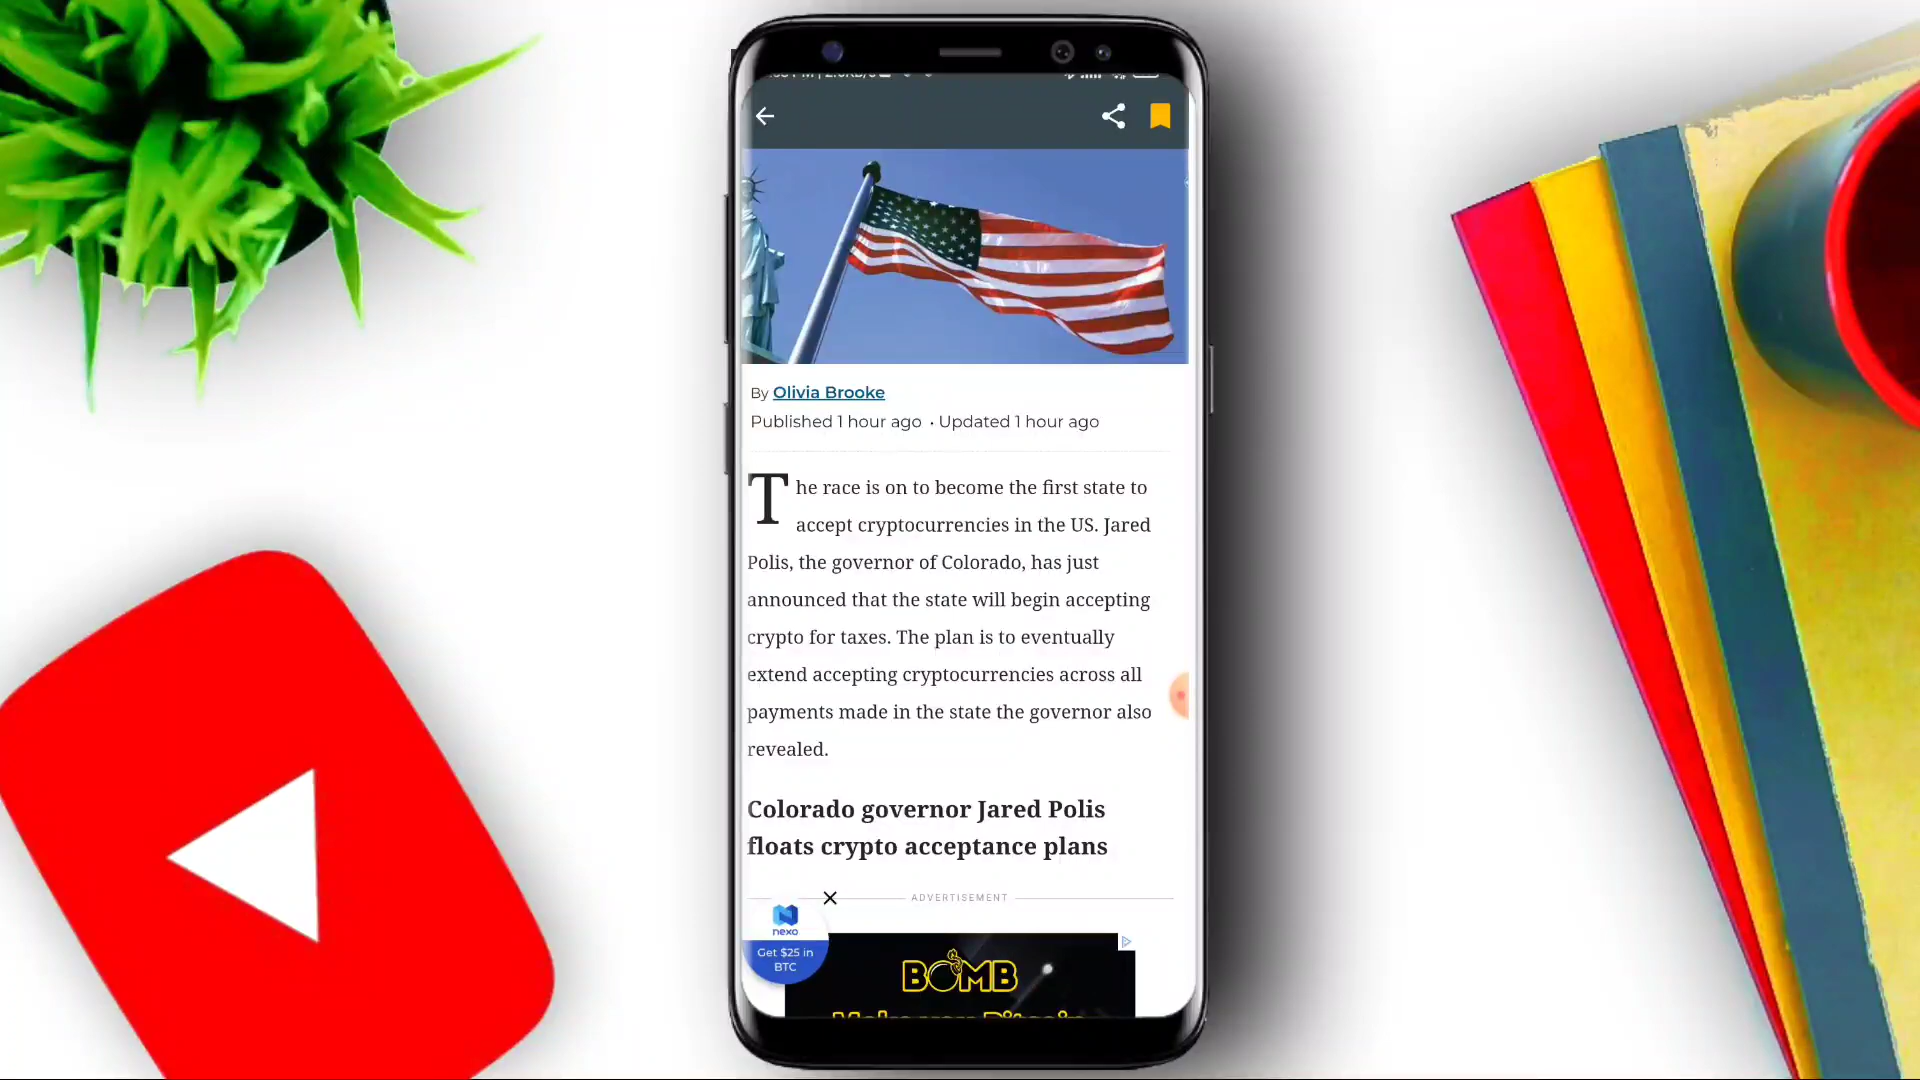 By Olivia Brooke
Published 1 hour ago • Updated 1 hour ago
The race is on to become the first state to
accept cryptocurrencies in the US. Jared
Polis, the governor of Colorado, has just
announced that the state will begin accepting
crypto for taxes. The plan is to eventually
extend accepting cryptocurrencies across all
payments made in the state the governor also
revealed.
Colorado governor Jared Polis
floats crypto acceptance plans
ADVERTISEMENT
nexo
Get $25 in
BTC
BOMB